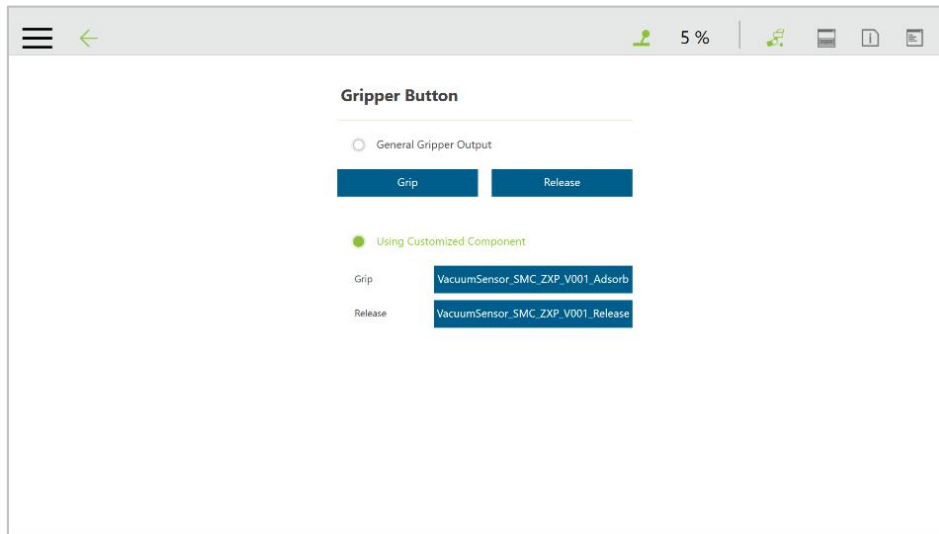 5 %
Gripper Button
General Gripper Output
Grip Release
Using Customized Component
Grip VacuumSensor_SMC_ZXP_V001_Adsorb
Release VacuumSensor_SMC_ZXP_V001_Release